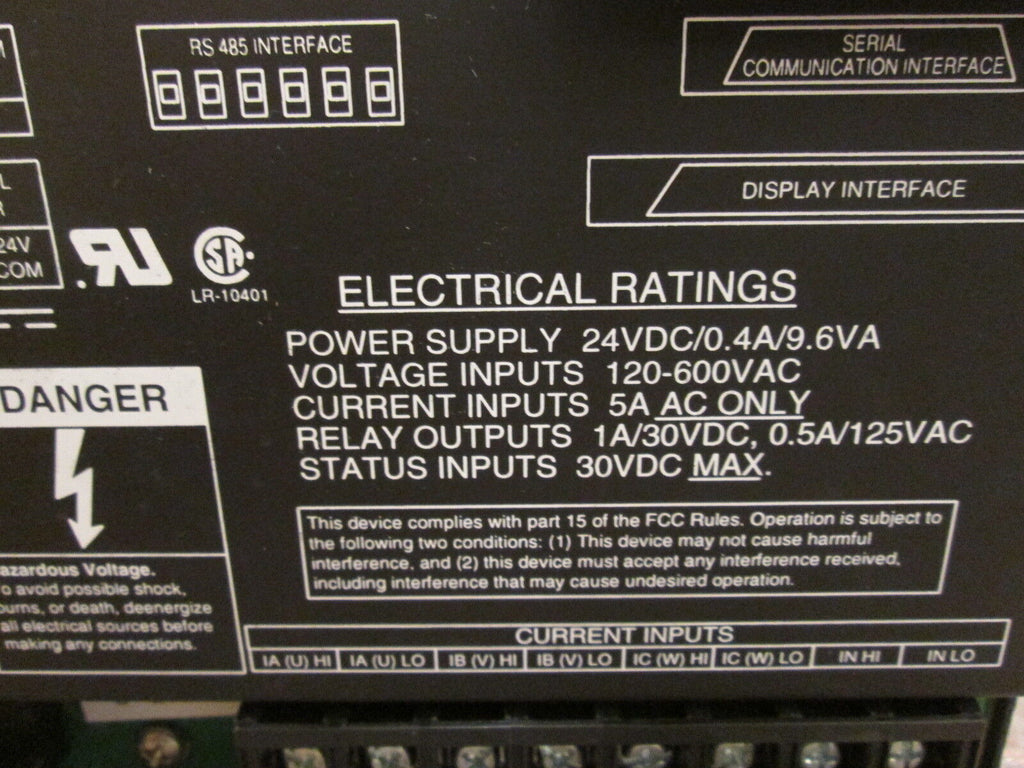 RS 485 INTERFACE
SERIAL
COMMUNICATION INTERFACE
DISPLAY INTERFACE
24V
COM
LR-10401
ELECTRICAL RATINGS
POWER SUPPLY 24VDC/0.4A/9.6VA
VOLTAGE INPUTS 120-600VAC
CURRENT INPUTS 5A AC ONLY
RELAY OUTPUTS 1A/30VDC, 0.5A/125VAC
STATUS INPUTS 30VDC MAX.
DANGER
azardous Voltage.
o avoid possible shock,
burns, or death, deenergize
all electrical sources before
making any connections.
This device complies with part 15 of the FCC Rules. Operation is subject to
the following two conditions: (1) This device may not cause harmful
interference, and (2) this device must accept any interference received,
including interference that may cause undesired operation.
CURRENT INPUTS
IA (U) HI IA (U) LO IB (V) HI IB (V) LO IC (W) HI IC (W) LO IN HI IN LO